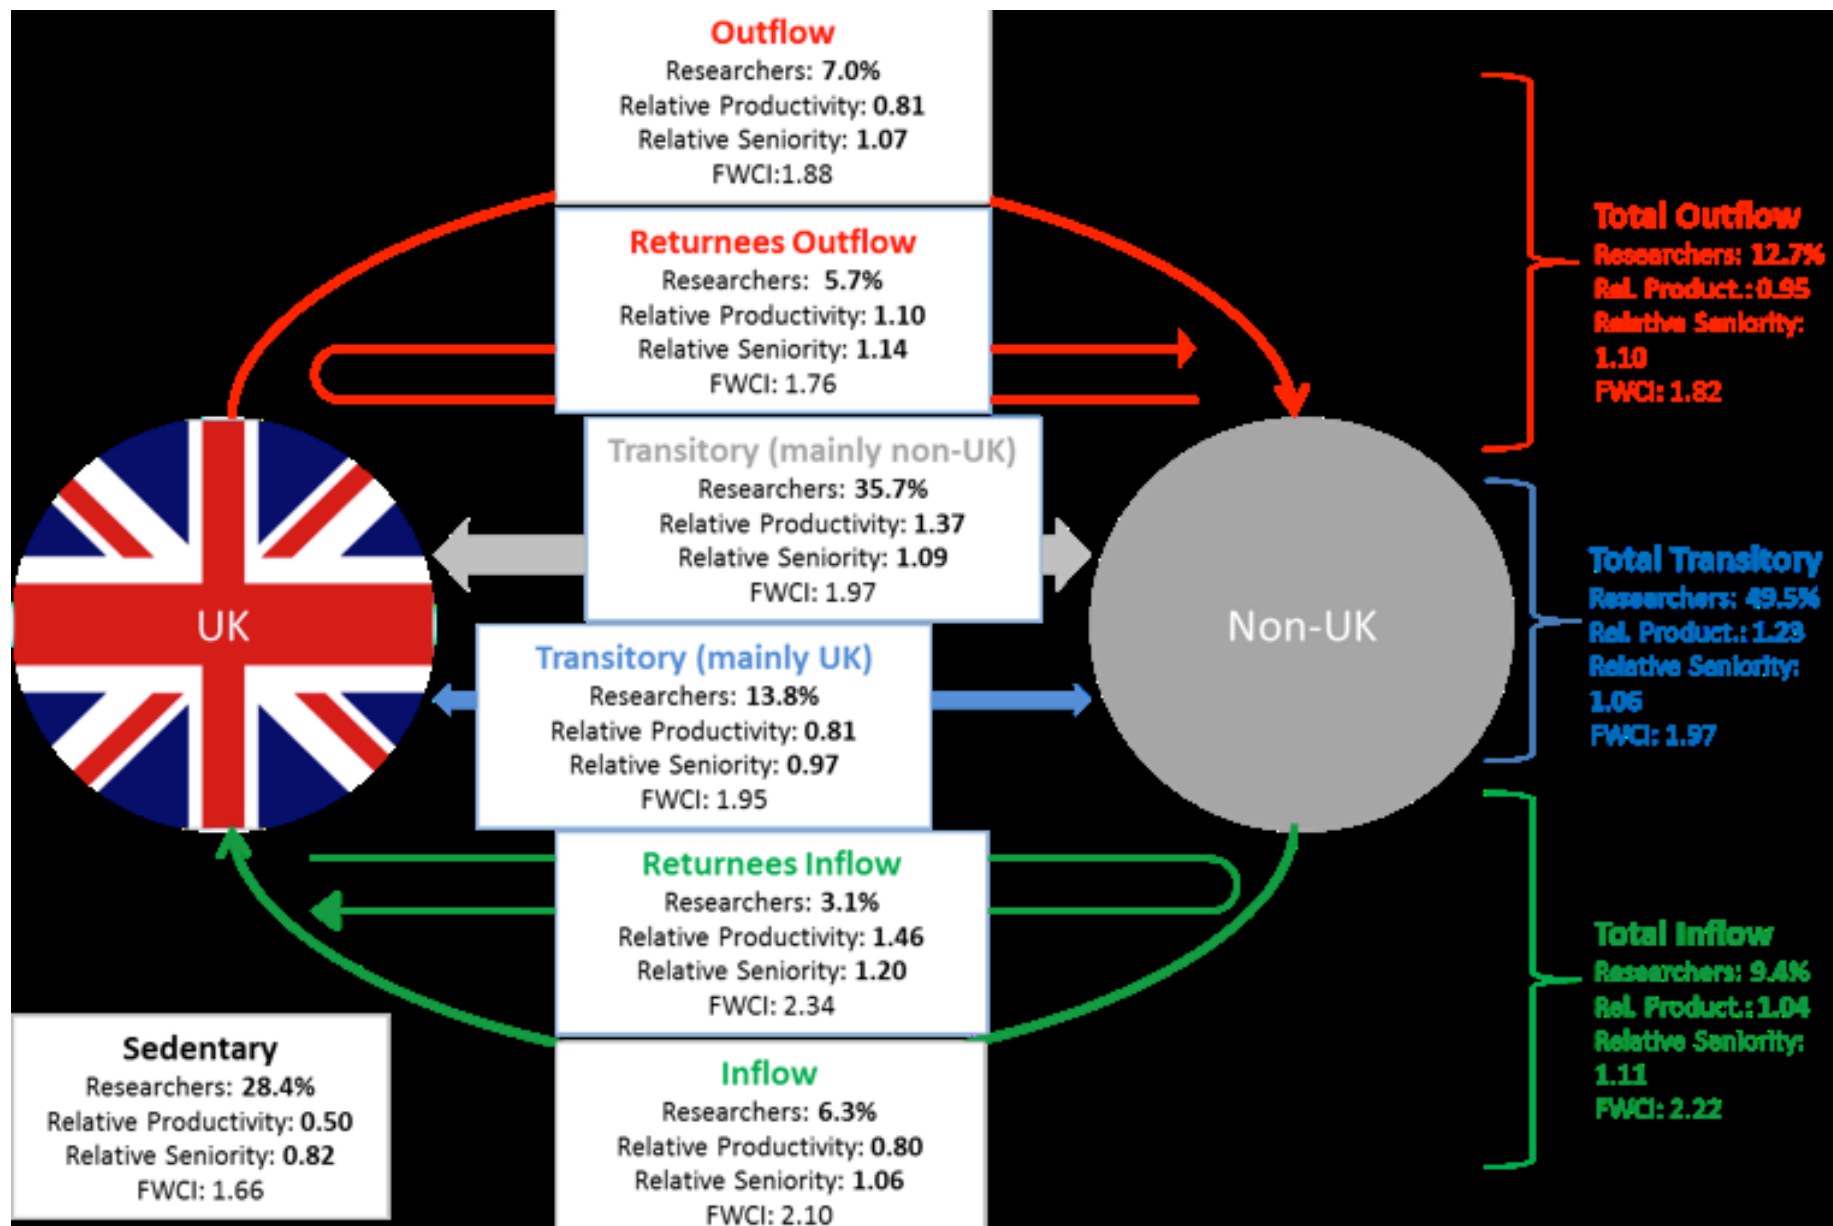 Outflow
Researchers: 7.0%
Relative Productivity: 0.81
Relative Seniority: 1.07
FWCI:1.88
Returnees Outflow
Researchers: 5.7%
Relative Productivity: 1.10
Relative Seniority: 1.14
FWCI: 1.76
Transitory (mainly non-UK)
Researchers: 35.7%
Relative Productivity: 1.37
Relative Seniority: 1.09
FWCI: 1.97
UK
Non-UK
Transitory (mainly UK)
Researchers: 13.8%
Relative Productivity: 0.81
Relative Seniority: 0.97
FWCI: 1.95
Returnees Inflow
Researchers: 3.1%
Relative Productivity: 1.46
Relative Seniority: 1.20
FWCI: 2.34
Inflow
Researchers: 6.3%
Relative Productivity: 0.80
Relative Seniority: 1.06
FWCI: 2.10
Sedentary
Researchers: 28.4%
Relative Productivity: 0.50
Relative Seniority: 0.82
FWCI: 1.66
Total Outflow
Researchers: 12.7%
Rel. Product.: 0.95
Relative Seniority:
1.10
FWCI: 1.82
Total Transitory
Researchers: 49.5%
Rel. Product.: 1.23
Relative Seniority:
1.06
FWCI: 1.97
Total Inflow
Researchers: 9.4%
Rel. Product.: 1.04
Relative Seniority:
1.11
FWCI: 2.22